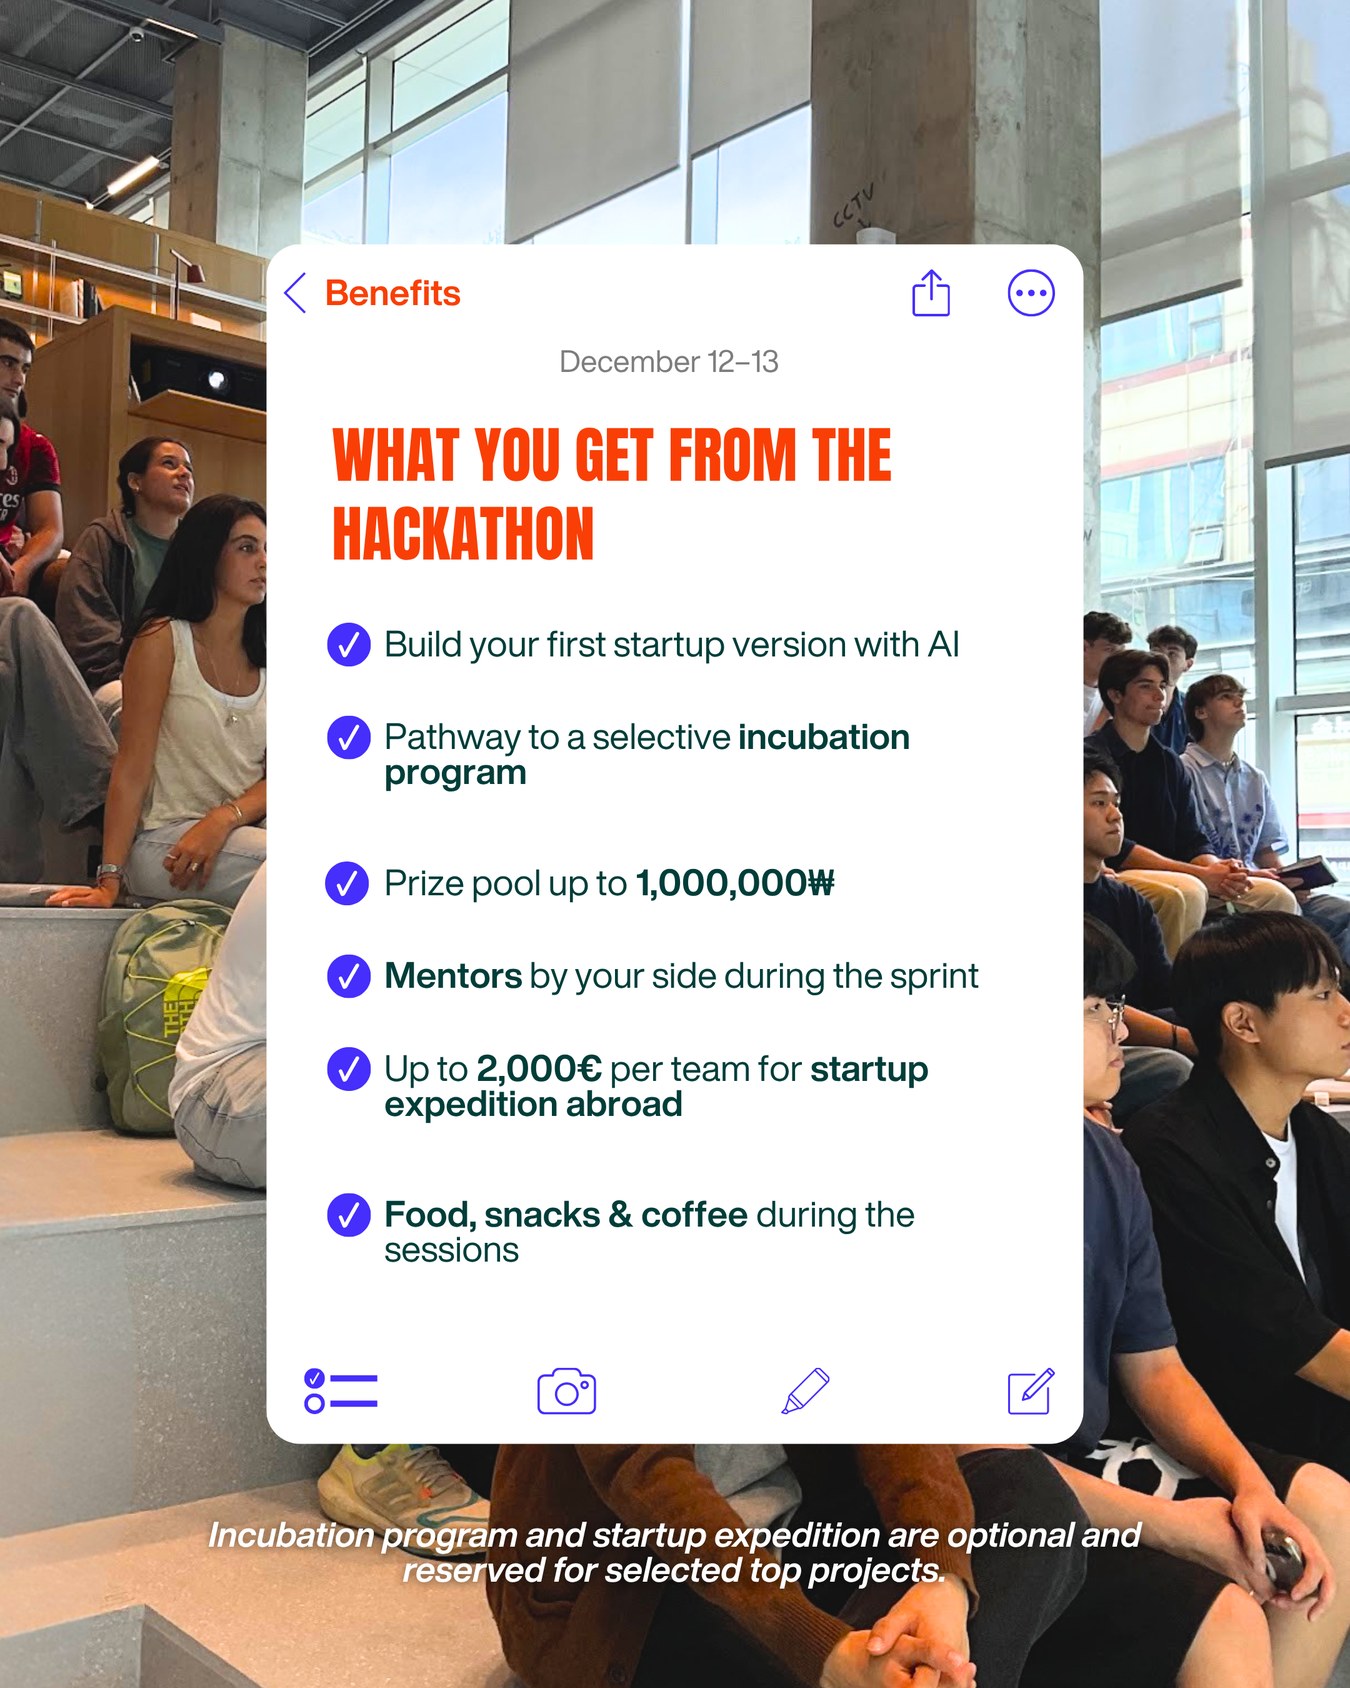 CCTV
Benefits
December 12–13
WHAT YOU GET FROM THE
HACKATHON
Build your first startup version with AI
Pathway to a selective incubation
program
Prize pool up to 1,000,000₩
Mentors by your side during the sprint
Up to 2,000€ per team for startup
expedition abroad
Food, snacks & coffee during the
sessions
Incubation program and startup expedition are optional and
reserved for selected top projects.